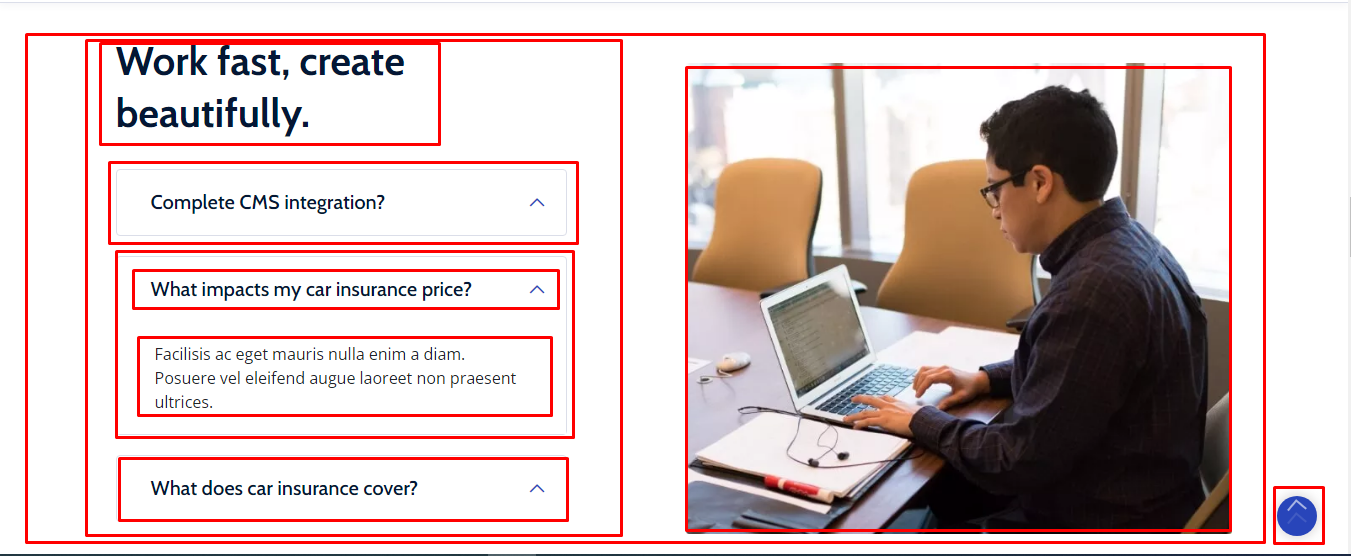 Work fast, create
beautifully.
Complete CMS integration?
What impacts my car insurance price?
Facilisis ac eget mauris nulla enim a diam.
Posuere vel eleifend augue laoreet non praesent
ultrices.
What does car insurance cover?